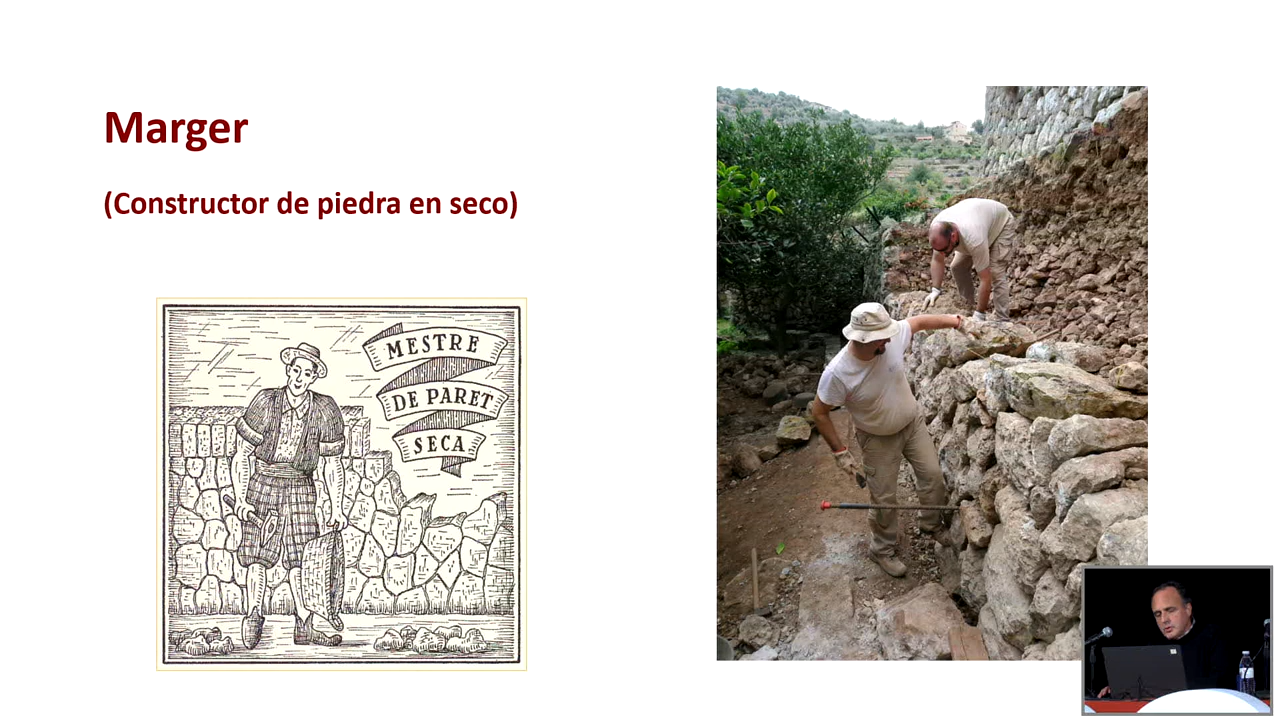 Marger
(Constructor de piedra en seco)
MESTRE
DE PARET
SECA